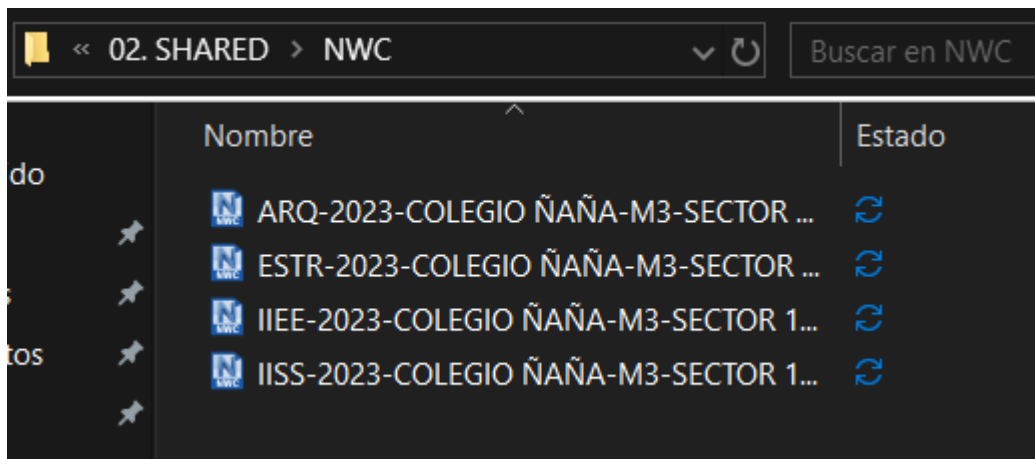 « 02. SHARED > NWC
Buscar en NWC
Nombre
Estado
do
ARQ-2023-COLEGIO ÑAÑA-M3-SECTOR ...
ESTR-2023-COLEGIO ÑAÑA-M3-SECTOR ...
s
IIEE-2023-COLEGIO ÑAÑA-M3-SECTOR 1...
tos
IISS-2023-COLEGIO ÑAÑA-M3-SECTOR 1...